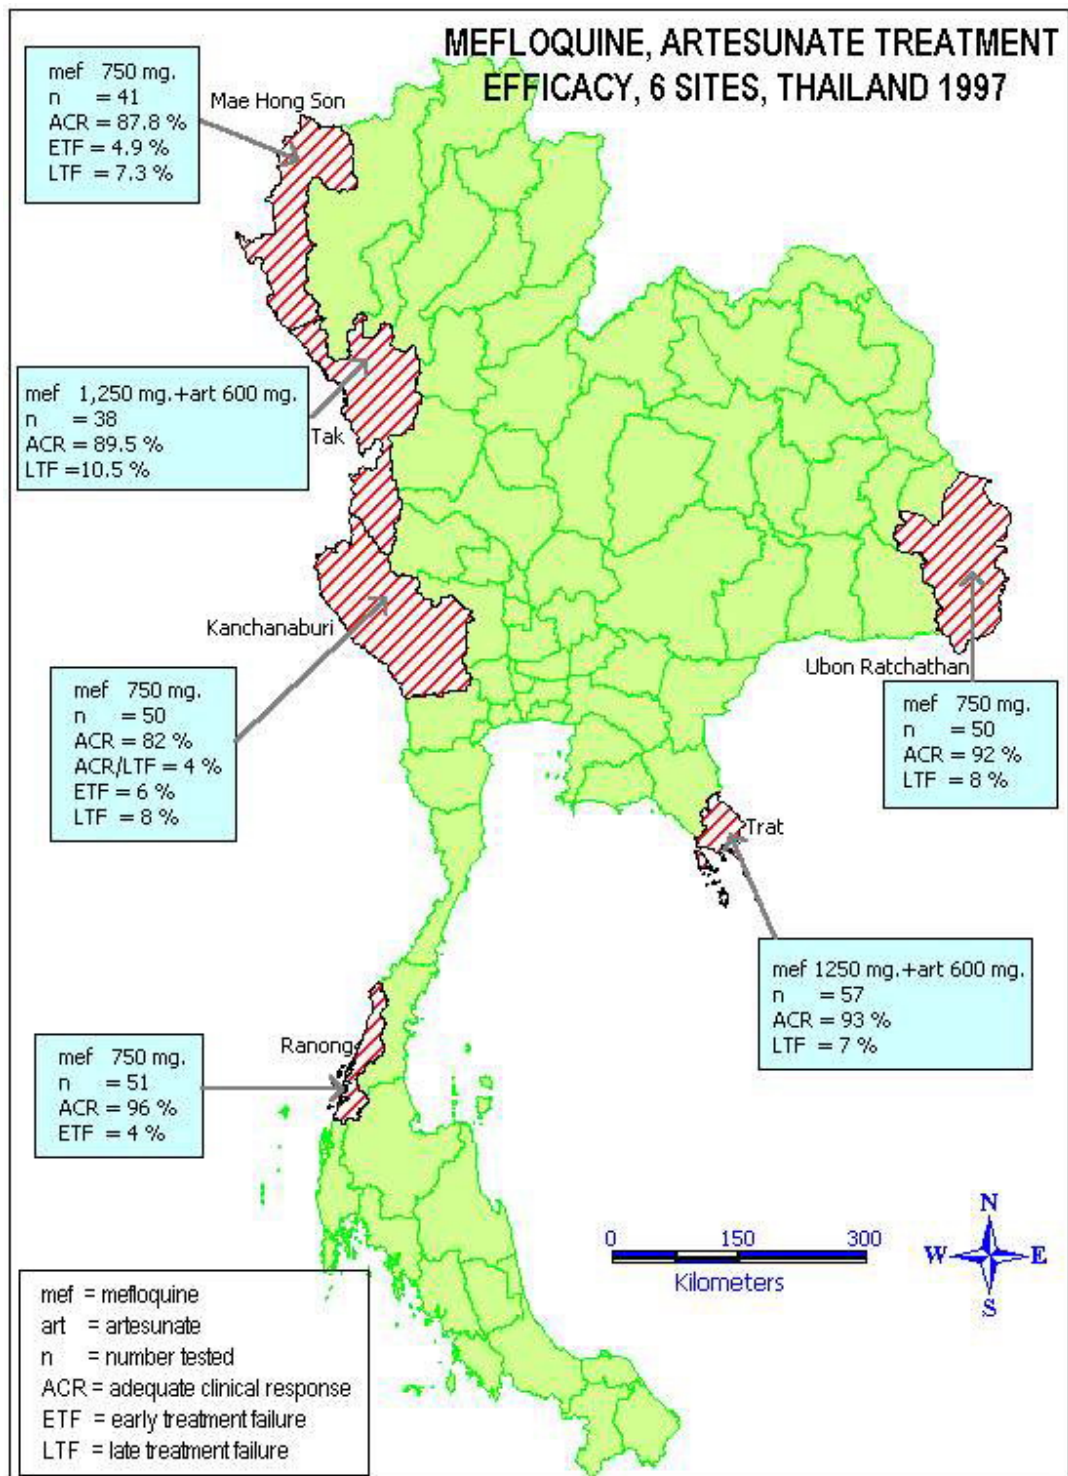 MEFLOQUINE, ARTESUNATE TREATMENT
EFFICACY, 6 SITES, THAILAND 1997
mef 750 mg.
n = 41
ACR = 87.8 %
ETF = 4.9 %
LTF = 7.3 %
Mae Hong Son
mef 1,250 mg.+art 600 mg.
n = 38
ACR = 89.5 %
LTF =10.5 %
Tak
Kanchanaburi
mef 750 mg.
n = 50
ACR = 82 %
ACR/LTF = 4 %
ETF = 6 %
LTF = 8 %
Ubon Ratchathan
mef 750 mg.
n = 50
ACR = 92 %
LTF = 8 %
Trat
mef 1250 mg.+art 600 mg.
n = 57
ACR = 93 %
LTF = 7 %
Ranong
mef 750 mg.
n = 51
ACR = 96 %
ETF = 4 %
0 150 300
Kilometers
N
W E
S
mef = mefloquine
art = artesunate
n = number tested
ACR = adequate clinical response
ETF = early treatment failure
LTF = late treatment failure